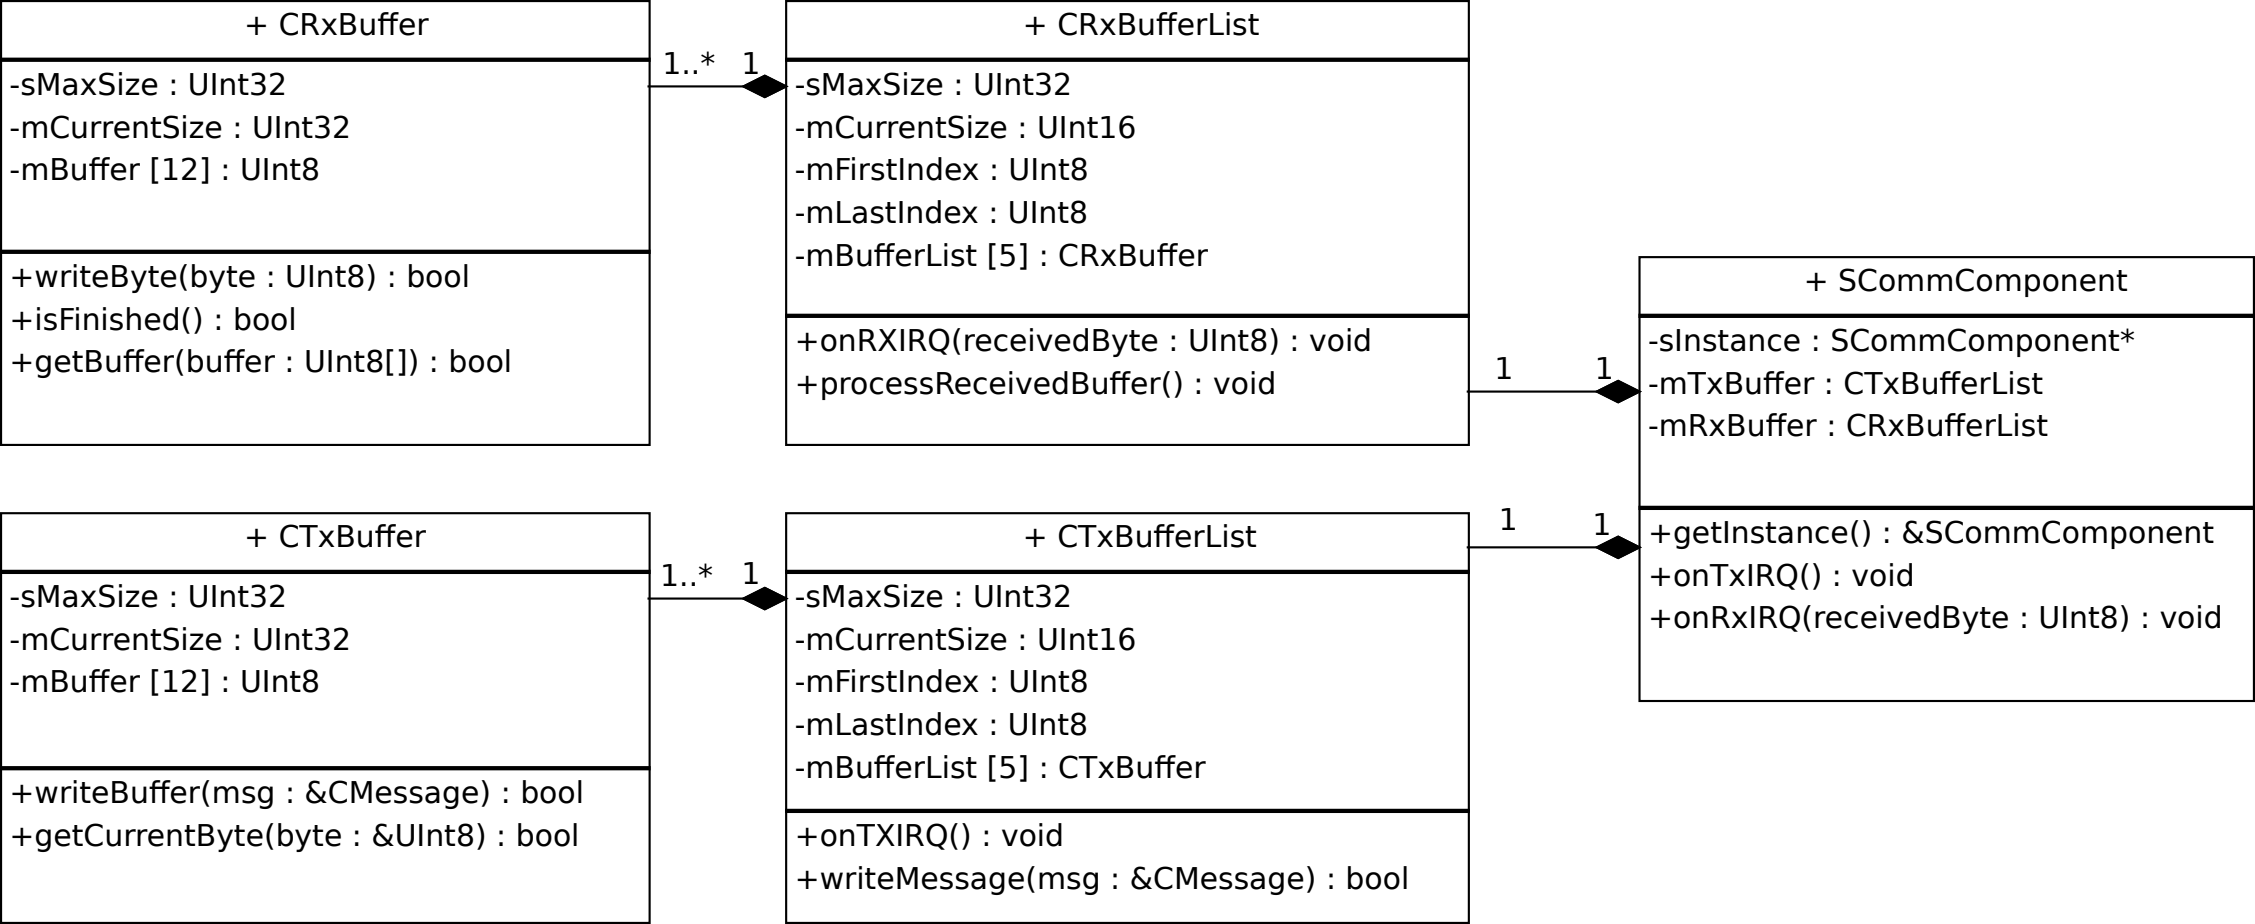 + CRxBuffer
-sMaxSize : UInt32
-mCurrentSize : UInt32
-mBuffer [12] : UInt8
+writeByte(byte : UInt8) : bool
+isFinished() : bool
+getBuffer(buffer : UInt8[]) : bool
1..* 1
+ CRxBufferList
-sMaxSize : UInt32
-mCurrentSize : UInt16
-mFirstIndex : UInt8
-mLastIndex : UInt8
-mBufferList [5] : CRxBuffer
+onRXIRQ(receivedByte : UInt8) : void
+processReceivedBuffer() : void
1 1
+ SCommComponent
-sInstance : SCommComponent*
-mTxBuffer : CTxBufferList
-mRxBuffer : CRxBufferList
+getInstance() : &SCommComponent
+onTxIRQ() : void
+onRxIRQ(receivedByte : UInt8) : void
+ CTxBuffer
-sMaxSize : UInt32
-mCurrentSize : UInt32
-mBuffer [12] : UInt8
+writeBuffer(msg : &CMessage) : bool
+getCurrentByte(byte : &UInt8) : bool
1..* 1
+ CTxBufferList
-sMaxSize : UInt32
-mCurrentSize : UInt16
-mFirstIndex : UInt8
-mLastIndex : UInt8
-mBufferList [5] : CTxBuffer
+onTXIRQ() : void
+writeMessage(msg : &CMessage) : bool
1 1